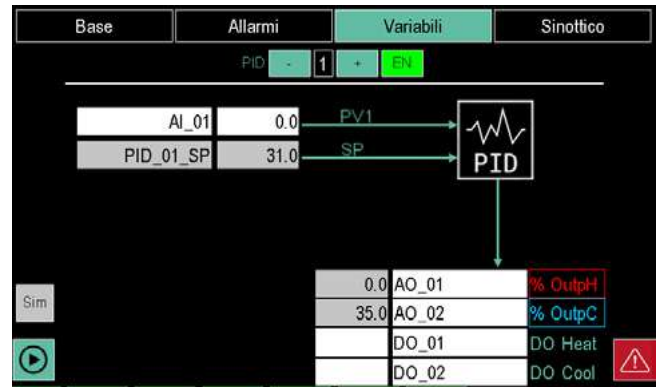 Base Allarmi Variabili Sinottico
PID - 1 + EN
AI_01 0.0 PV1
PID_01_SP 31.0 SP
PID
0.0 AO_01 % OutpH
35.0 AO_02 % OutpC
Sim
DO_01 DO Heat
DO_02 DO Cool